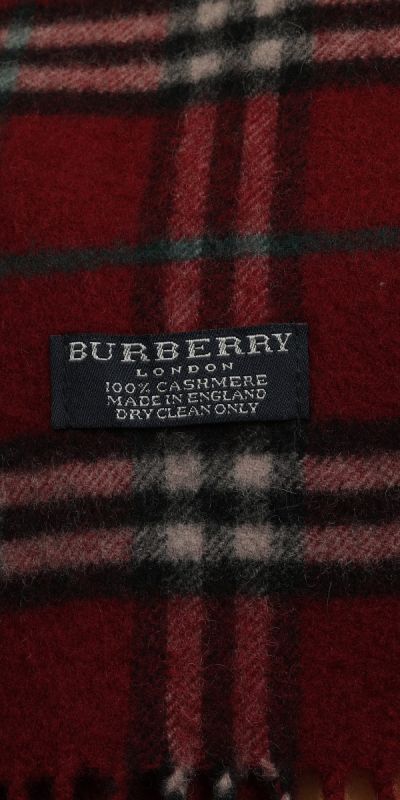 BURBERRY
LONDON
100% CASHMERE
MADE IN ENGLAND
DRY CLEAN ONLY